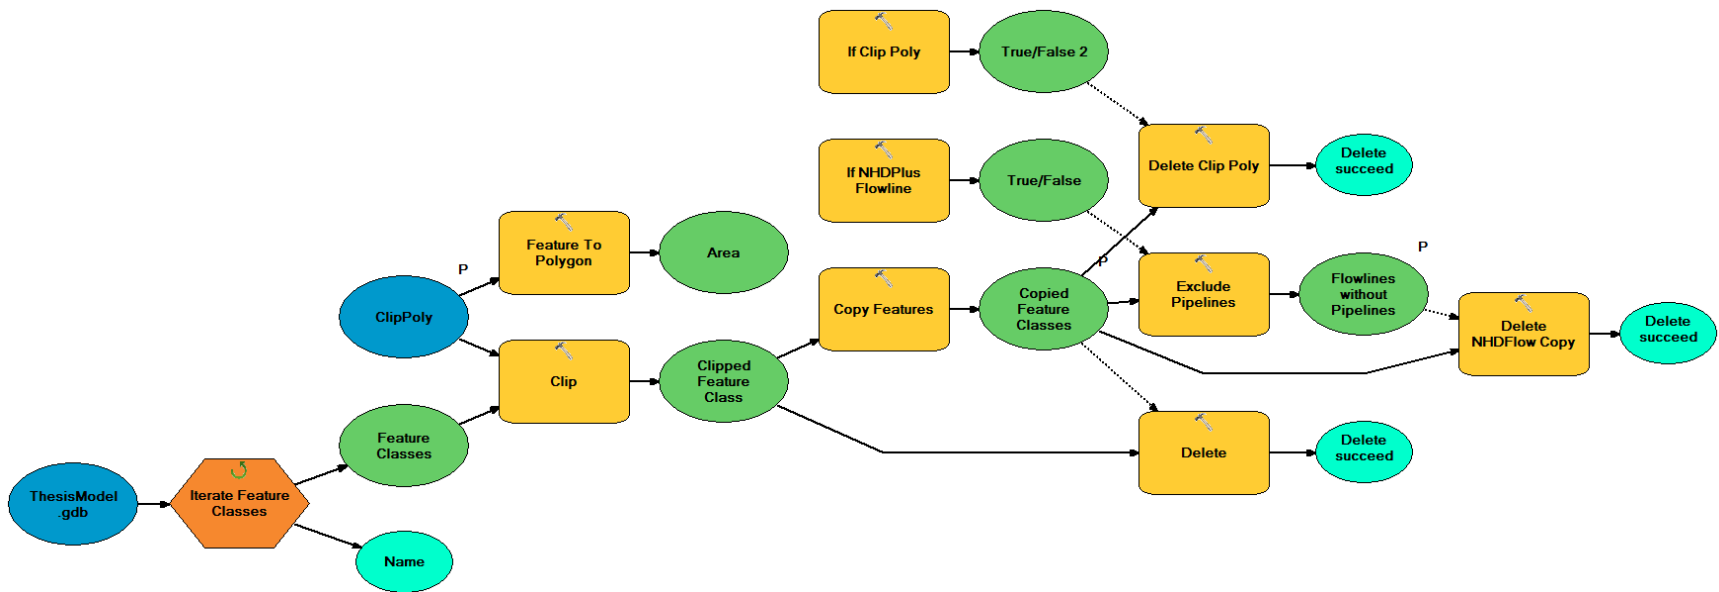 If Clip Poly
True/False 2
Delete Clip Poly
Delete
succeed
If NHDPlus
Flowline
True/False
Feature To
Polygon
Area
P
ClipPoly
Copy Features
Copied
Feature
Classes
P
Exclude
Pipelines
Flowlines
without
Pipelines
P
Delete
NHDFlow Copy
Delete
succeed
Clip
Clipped
Feature
Class
Feature
Classes
Delete
Delete
succeed
ThesisModel
.gdb
Iterate Feature
Classes
Name